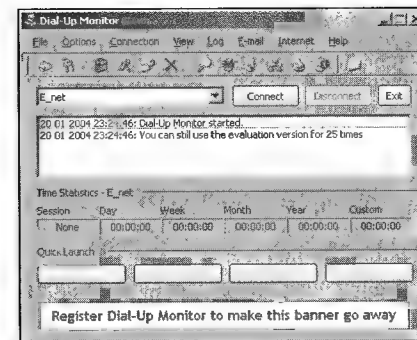 Dial-Up Monitor
File Options Connection View Log E-mail Internet Help
E_net Connect Disconnect Exit
20 01 2004 23:24:46: Dial-Up Monitor started.
20 01 2004 23:24:46: You can still use the evaluation version for 25 times
Time Statistics - E_net
Session Day Week Month Year Custom
None 00:00:00 00:00:00 00:00:00 00:00:00 00:00:00
Quick Launch
Register Dial-Up Monitor to make this banner go away